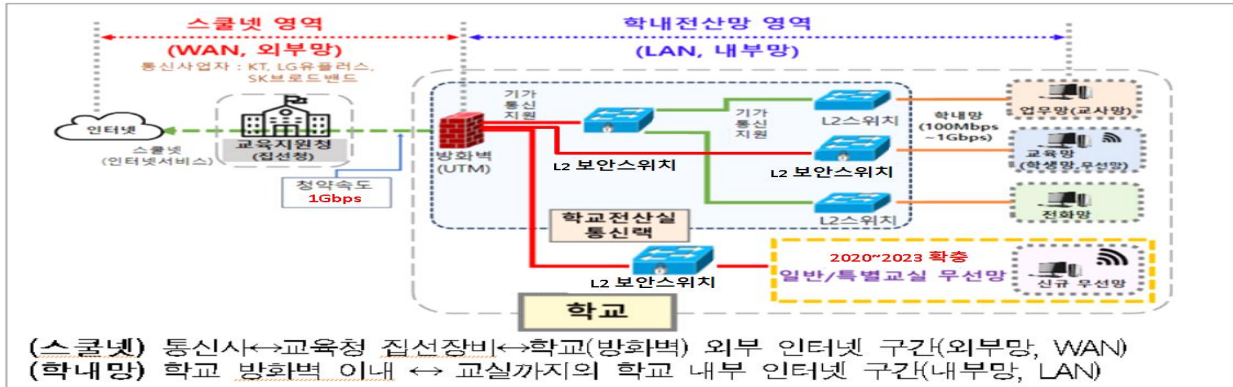 스쿨넷 영역
(WAN, 외부망)
통신사업자 : KT, LG유플러스,
SK브로드밴드
학내전산망 영역
(LAN, 내부망)
인터넷
스쿨넷
(인터넷서비스)
교육지원청
(집선청)
청약속도
1Gbps
방화벽
(UTM)
기가
통신
지원
L2 보안스위치
기가
통신
지원
L2스위치
L2 보안스위치
L2스위치
학내망
(100Mbps
~1Gbps)
업무망(교사망)
교육망
(학생망,무선망)
전화망
학교전산실
통신랙
L2 보안스위치
2020~2023 확충
일반/특별교실 무선망
신규 무선망
학교
(스쿨넷) 통신사↔교육청 집선장비↔학교(방화벽) 외부 인터넷 구간(외부망, WAN)
(학내망) 학교 방화벽 이내 ↔ 교실까지의 학교 내부 인터넷 구간(내부망, LAN)